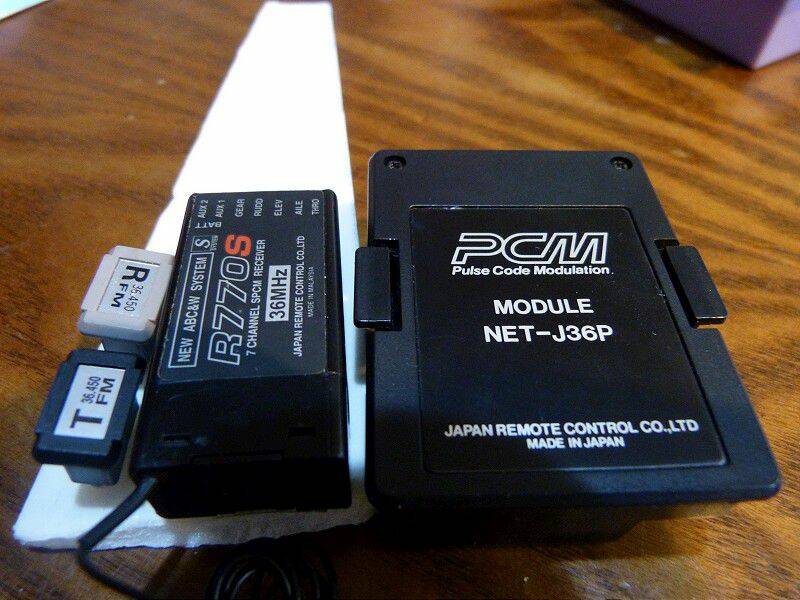 R
36.450
FM
T
36.450
FM
NEW ABC&W SYSTEM S
SYSTEM
R770S
7 CHANNEL SPCM RECEIVER
36MHz
JAPAN REMOTE CONTROL CO.,LTD
MADE IN MALAYSIA
BATT
AUX 2
AUX 1
GEAR
RUDD
ELEV
AILE
THRO
PCM
Pulse Code Modulation
MODULE
NET-J36P
JAPAN REMOTE CONTROL CO.,LTD
MADE IN JAPAN